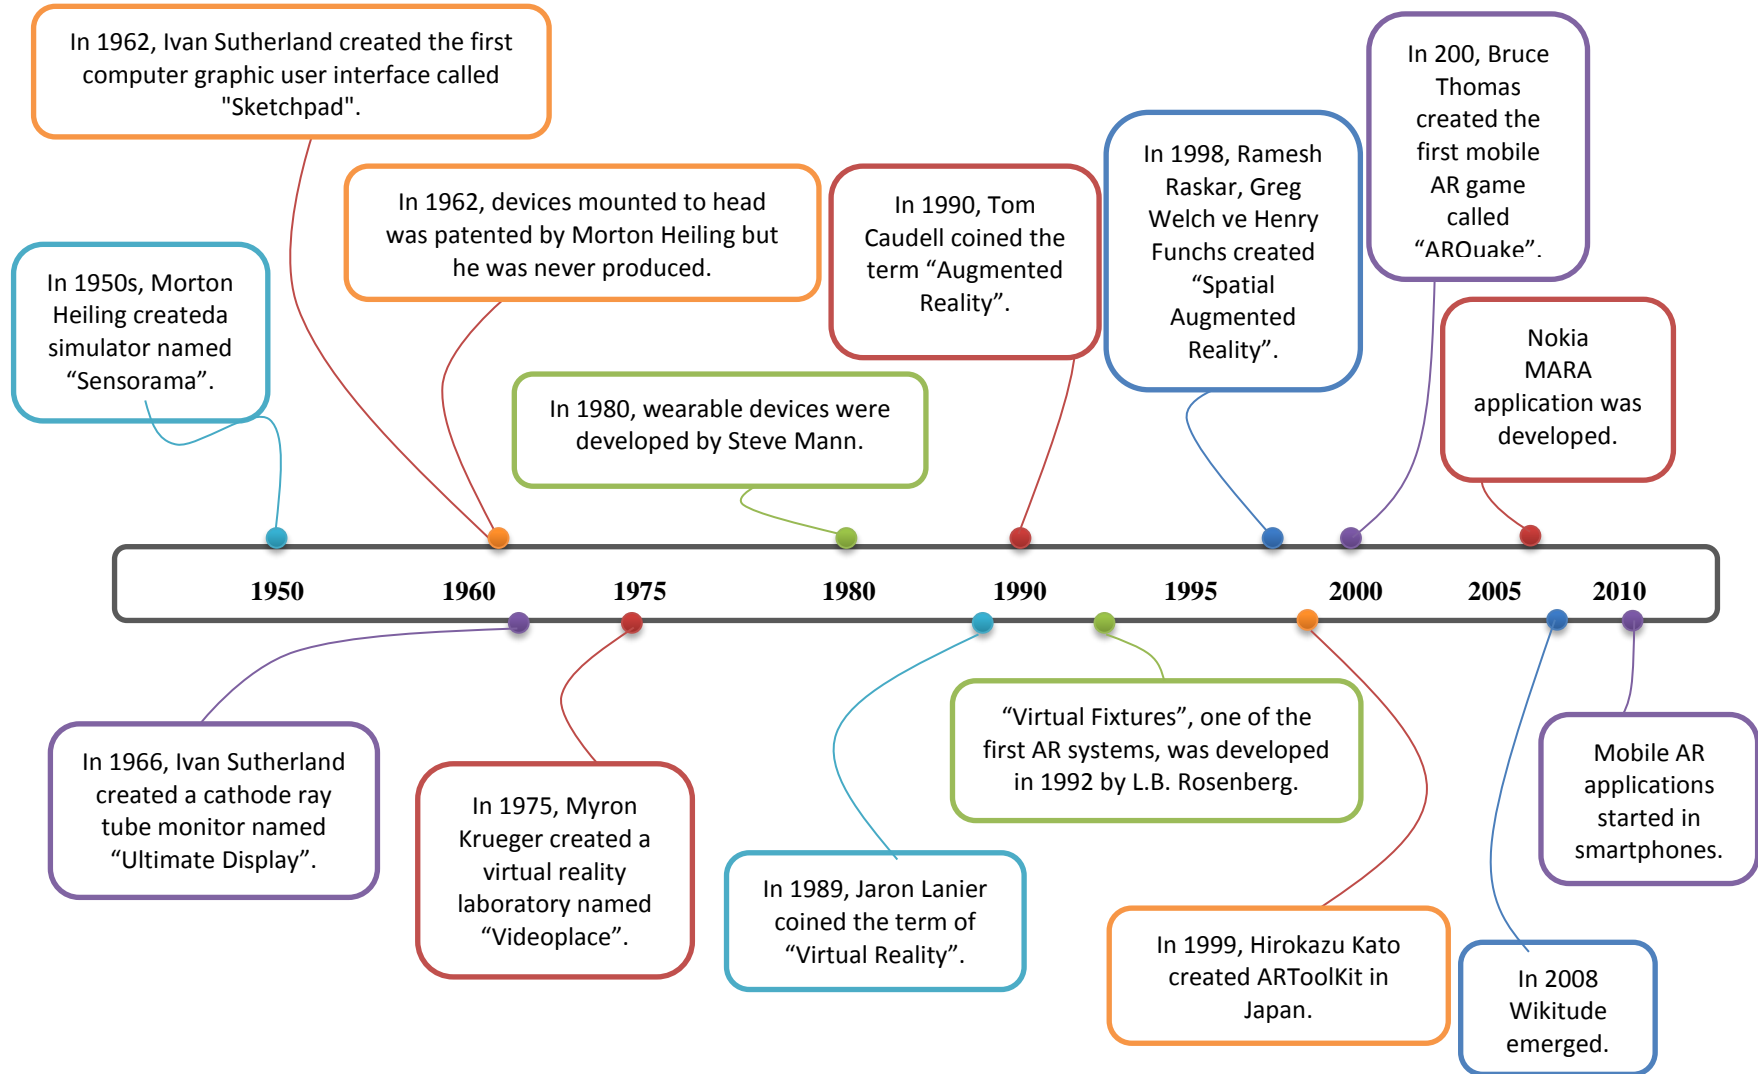 In 1962, Ivan Sutherland created the first
computer graphic user interface called
"Sketchpad".
In 200, Bruce
Thomas
created the
first mobile
AR game
called
“ARQuake”.
In 1998, Ramesh
Raskar, Greg
Welch ve Henry
Funchs created
“Spatial
Augmented
Reality”.
In 1962, devices mounted to head
was patented by Morton Heiling but
he was never produced.
In 1990, Tom
Caudell coined the
term “Augmented
Reality”.
In 1950s, Morton
Heiling createda
simulator named
“Sensorama”.
Nokia
MARA
application was
developed.
In 1980, wearable devices were
developed by Steve Mann.
1950 1960 1975 1980 1990 1995 2000 2005 2010
In 1966, Ivan Sutherland
created a cathode ray
tube monitor named
“Ultimate Display”.
In 1975, Myron
Krueger created a
virtual reality
laboratory named
“Videoplace”.
In 1989, Jaron Lanier
coined the term of
“Virtual Reality”.
“Virtual Fixtures”, one of the
first AR systems, was developed
in 1992 by L.B. Rosenberg.
In 1999, Hirokazu Kato
created ARToolKit in
Japan.
Mobile AR
applications
started in
smartphones.
In 2008
Wikitude
emerged.